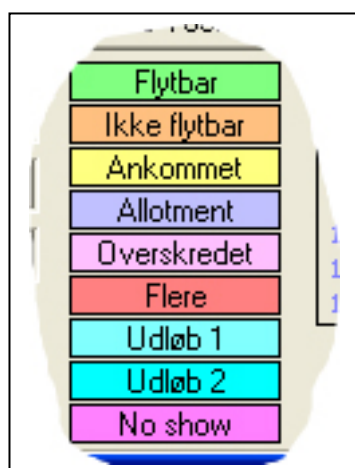 Flytbar
Ikke flytbar
Ankommet
Allotment
Overskredet
Flere
Udløb 1
Udløb 2
No show